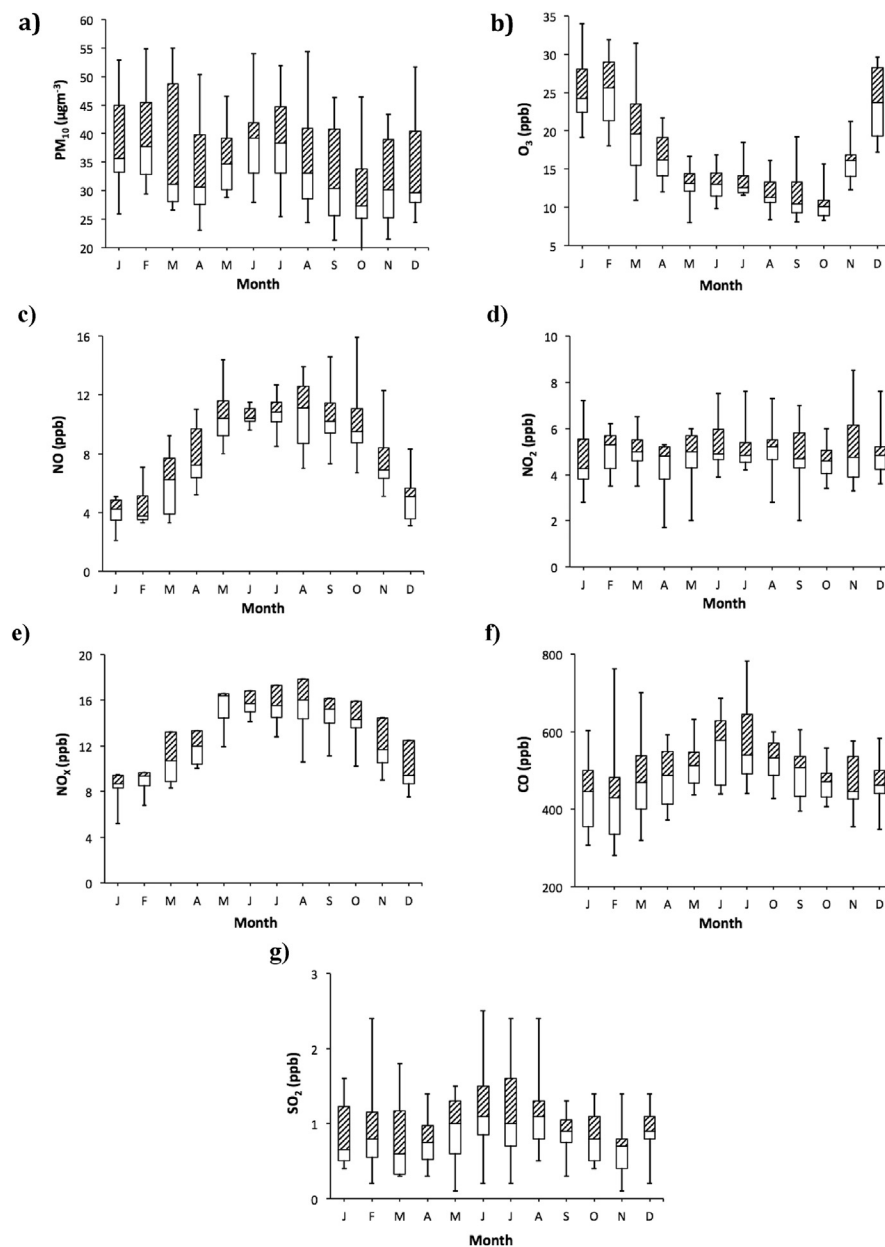 a)
PM10 (µgm-3)
60
55
50
45
40
35
30
25
20
J F M A M J J A S O N D
Month
b)
O3 (ppb)
35
30
25
20
15
10
5
J F M A M J J A S O N D
Month
c)
NO (ppb)
16
12
8
4
0
J F M A M J J A S O N D
Month
d)
NO2 (ppb)
10
8
6
4
2
0
J F M A M J J A S O N D
Month
e)
NOX (ppb)
20
16
12
8
4
0
J F M A M J J A S O N D
Month
f)
CO (ppb)
800
600
400
200
J F M A M J J O S O N D
Month
g)
SO2 (ppb)
3
2
1
0
J F M A M J J A S O N D
Month